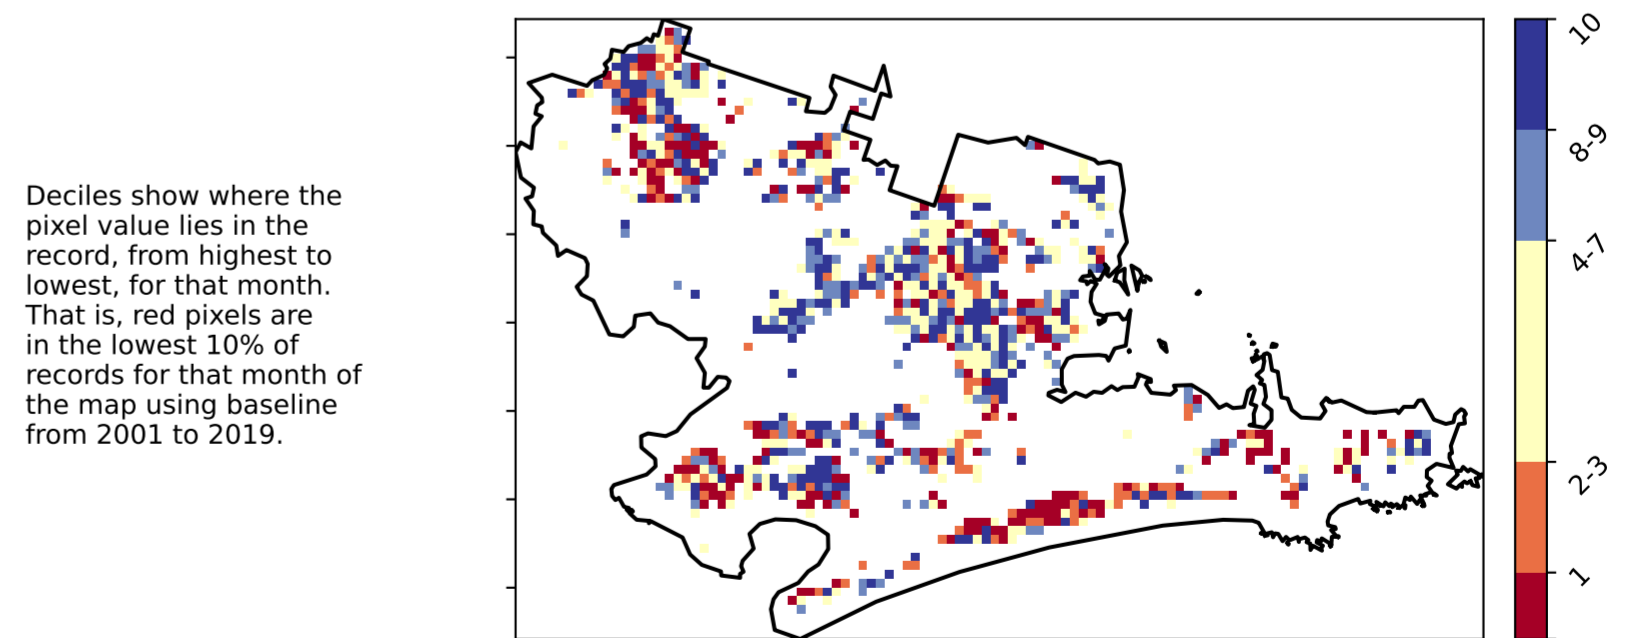 Deciles show where the
pixel value lies in the
record, from highest to
lowest, for that month.
That is, red pixels are
in the lowest 10% of
records for that month of
the map using baseline
from 2001 to 2019.
10
8-9
4-7
2-3
1